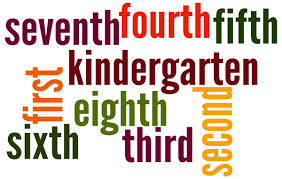 seventh fourth fifth
kindergarten
first
eighth
second
sixth
third